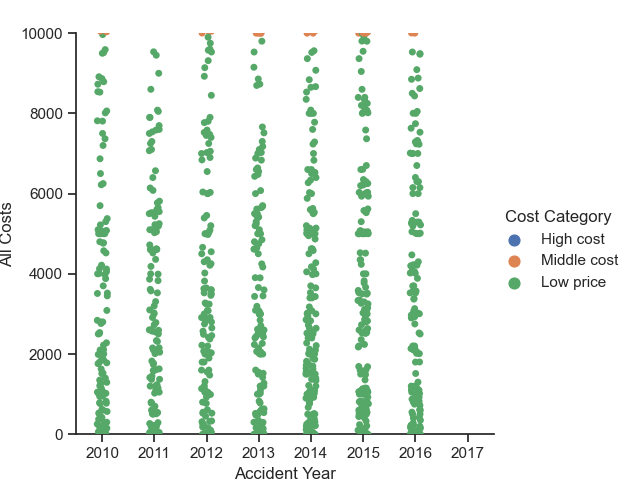 10000
8000
6000
4000
2000
0
All Costs
2010 2011 2012 2013 2014 2015 2016 2017
Accident Year
Cost Category
High cost
Middle cost
Low price